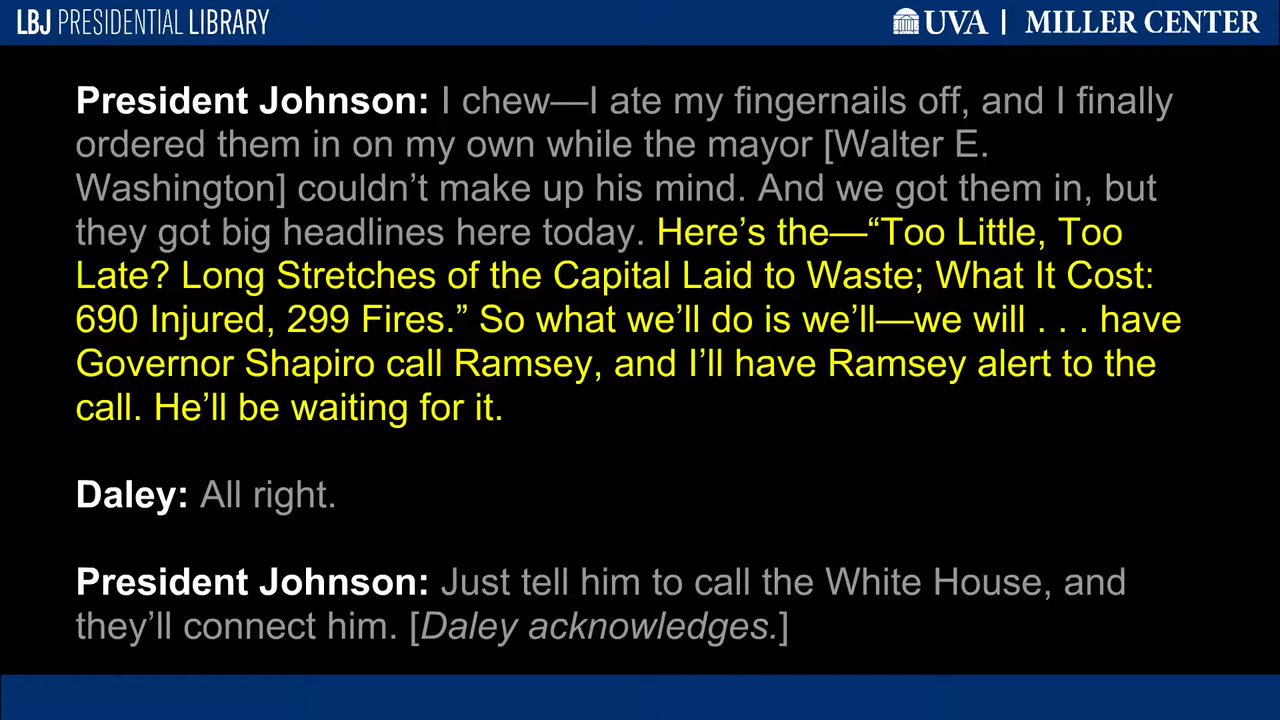 LBJ PRESIDENTIAL LIBRARY
UVA | MILLER CENTER
President Johnson: I chew—I ate my fingernails off, and I finally
ordered them in on my own while the mayor [Walter E.
Washington] couldn’t make up his mind. And we got them in, but
they got big headlines here today. Here’s the—“Too Little, Too
Late? Long Stretches of the Capital Laid to Waste; What It Cost:
690 Injured, 299 Fires.” So what we’ll do is we’ll—we will . . . have
Governor Shapiro call Ramsey, and I’ll have Ramsey alert to the
call. He’ll be waiting for it.
Daley: All right.
President Johnson: Just tell him to call the White House, and
they’ll connect him. [Daley acknowledges.]